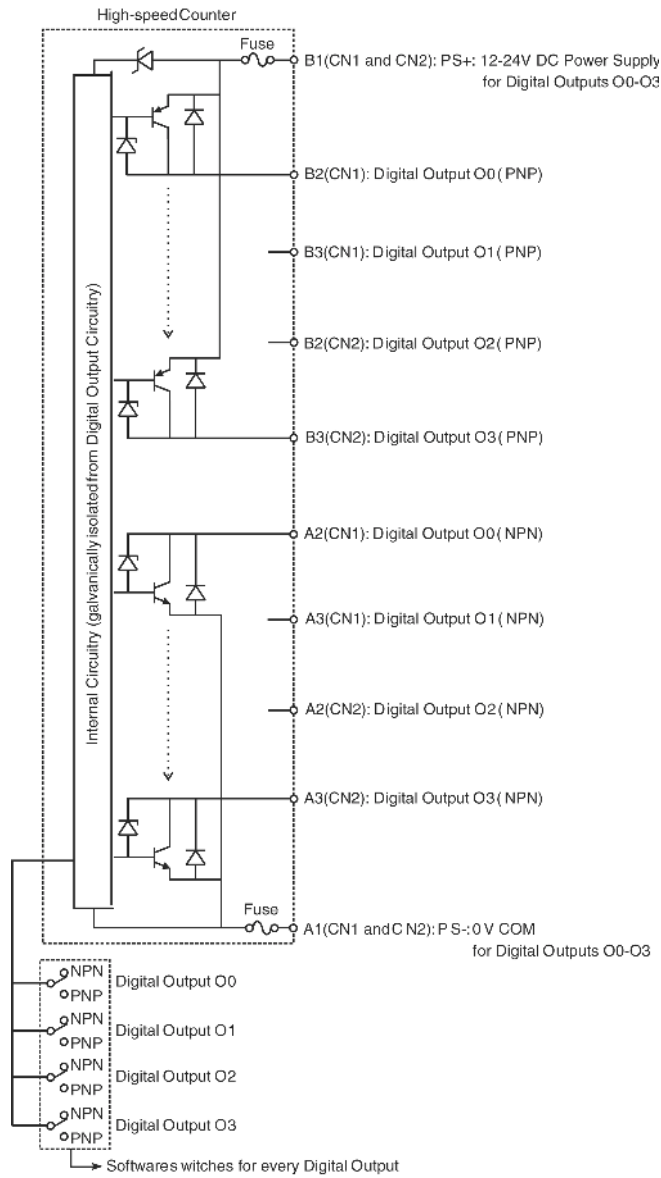 High-speed Counter
Fuse
B1(CN1 and CN2): PS+: 12-24V DC Power Supply
for Digital Outputs O0-O3
B2(CN1): Digital Output O0 (PNP)
B3(CN1): Digital Output O1 (PNP)
B2(CN2): Digital Output O2 (PNP)
B3(CN2): Digital Output O3 (PNP)
Internal Circuitry (galvanically isolated from Digital Output Circuitry)
A2(CN1): Digital Output O0 (NPN)
A3(CN1): Digital Output O1 (NPN)
A2(CN2): Digital Output O2 (NPN)
A3(CN2): Digital Output O3 (NPN)
Fuse
A1(CN1 and CN2): PS-:0 V COM
for Digital Outputs O0-O3
NPN
PNP
Digital Output O0
NPN
PNP
Digital Output O1
NPN
PNP
Digital Output O2
NPN
PNP
Digital Output O3
Softwares witches for every Digital Output